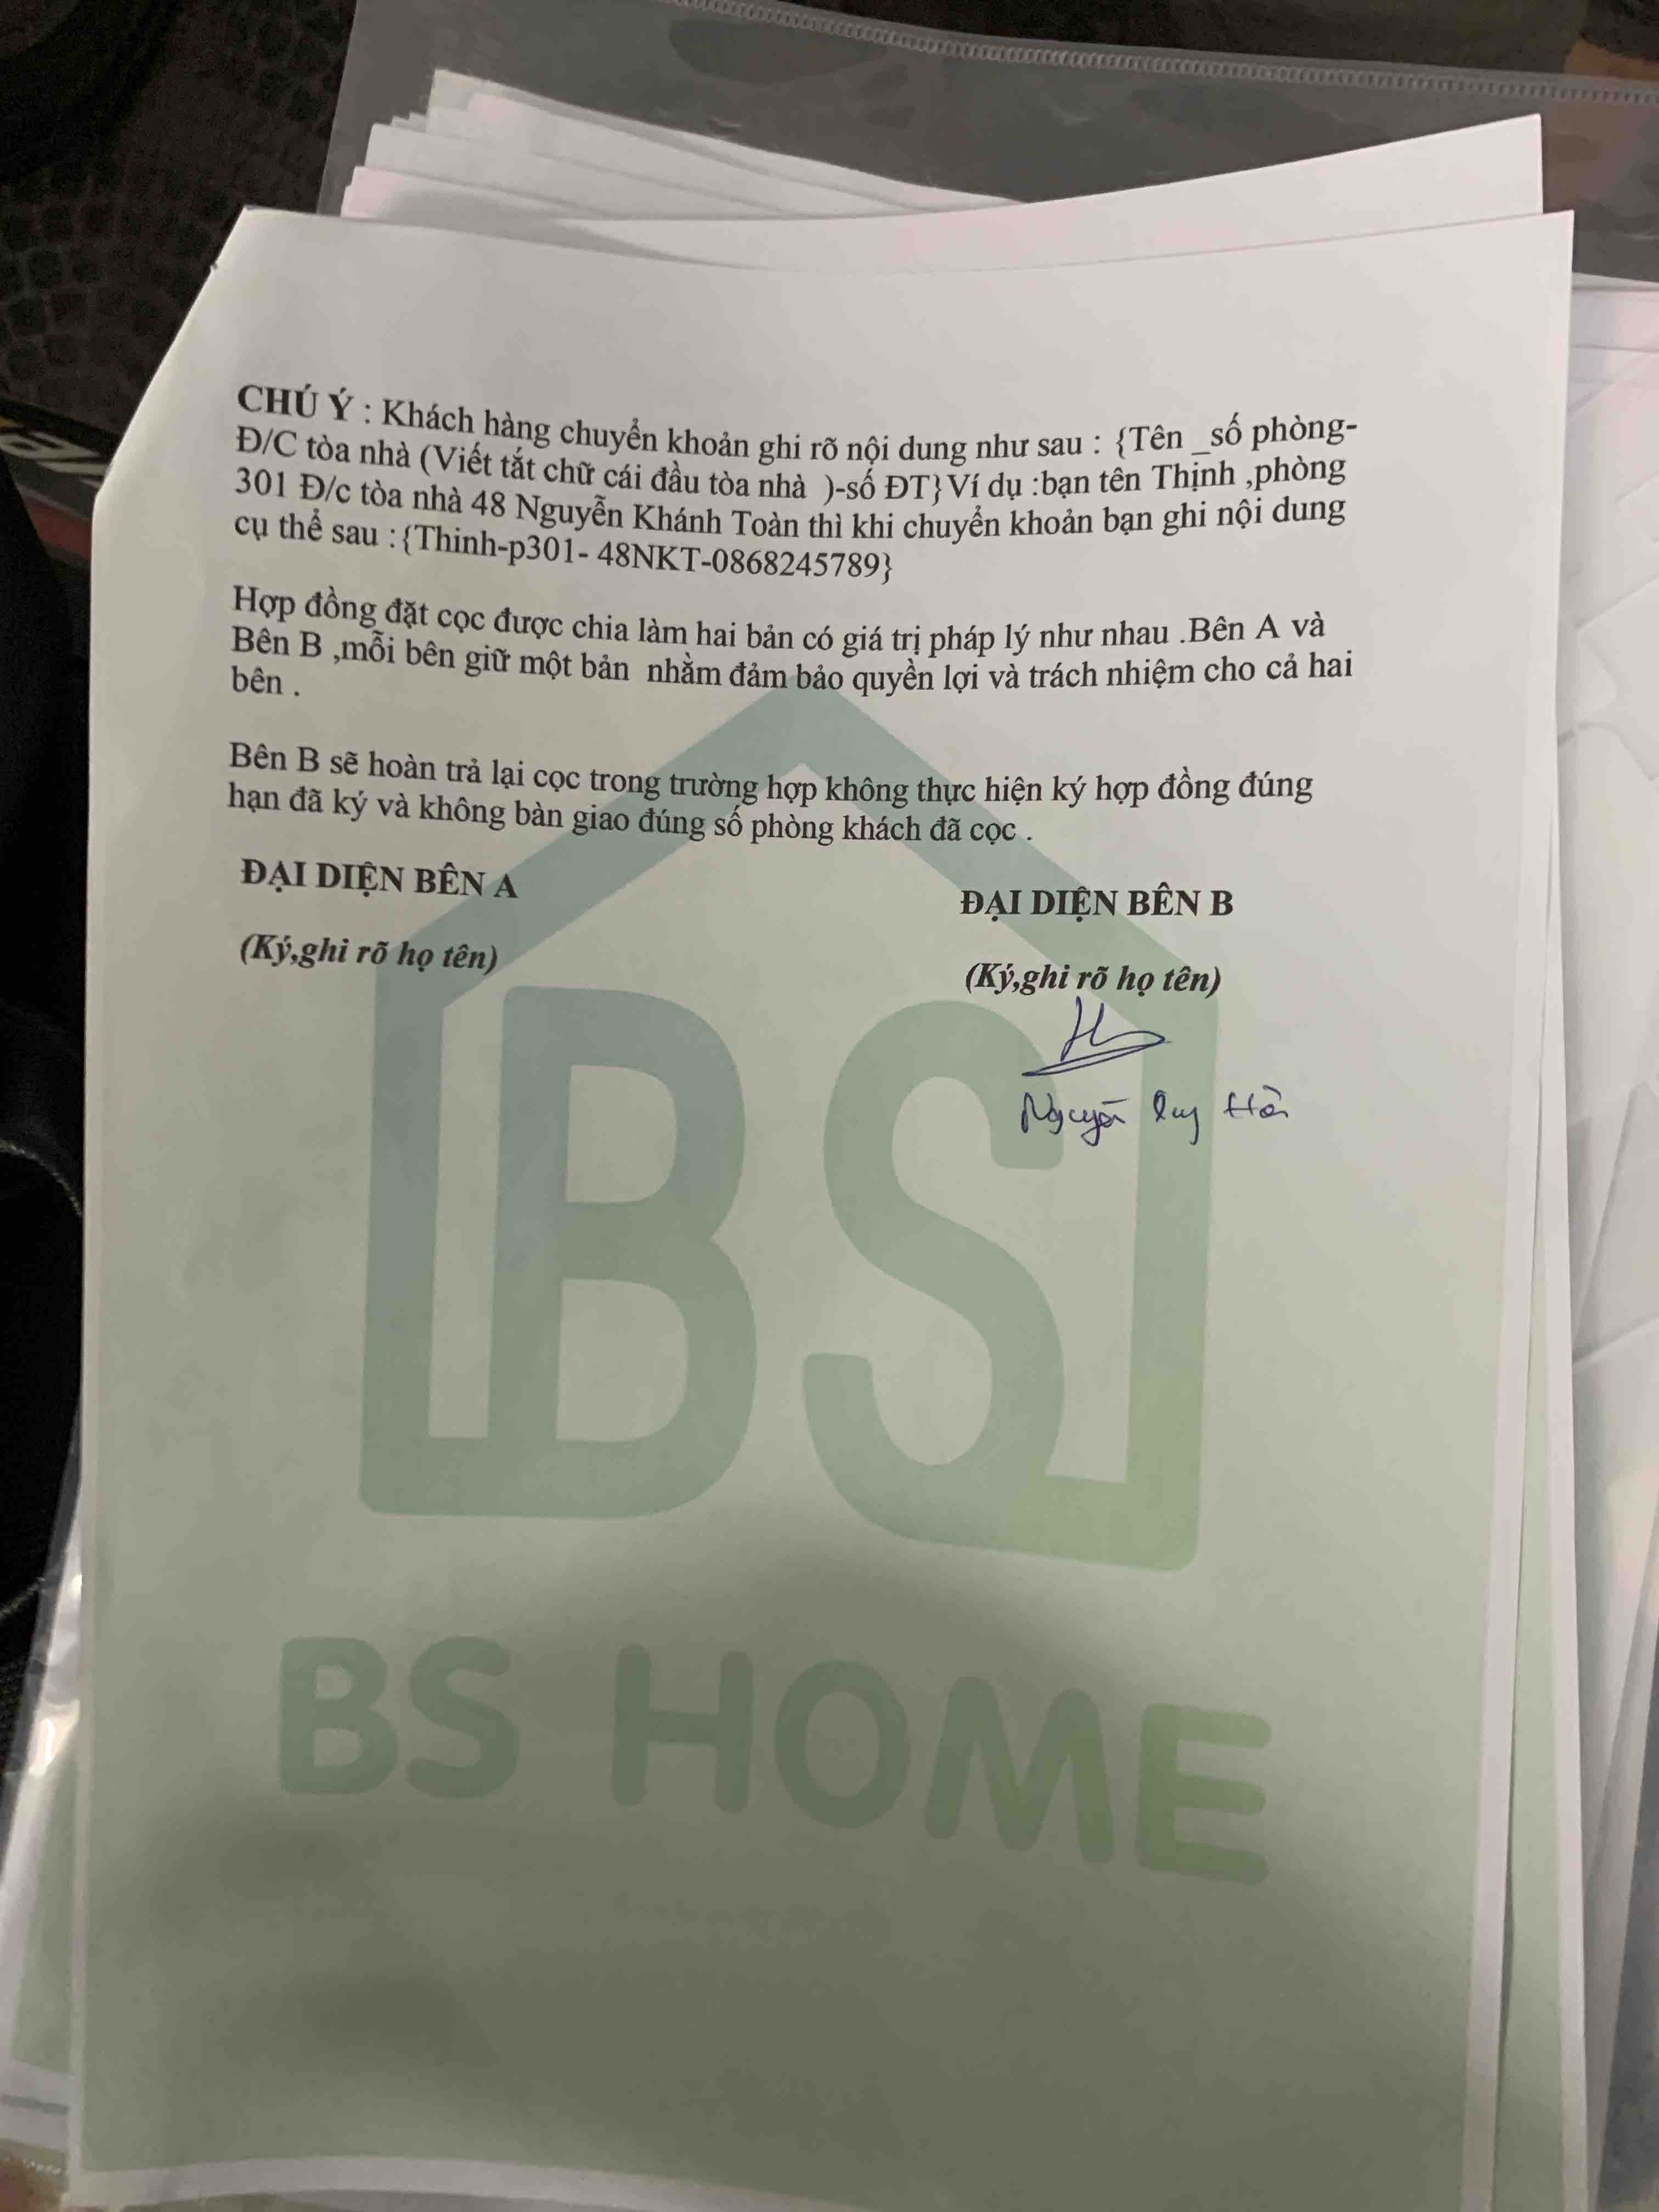 CHÚ Ý : Khách hàng chuyển khoản ghi rõ nội dung như sau : {Tên _số phòng-
Đ/C tòa nhà (Viết tắt chữ cái đầu tòa nhà )-số ĐT}Ví dụ :bạn tên Thịnh ,phòng
301 Đ/c tòa nhà 48 Nguyễn Khánh Toàn thì khi chuyển khoản bạn ghi nội dung
cụ thể sau :{Thinh-p301- 48NKT-0868245789}
Hợp đồng đặt cọc được chia làm hai bản có giá trị pháp lý như nhau .Bên A và
Bên B ,mỗi bên giữ một bản nhằm đảm bảo quyền lợi và trách nhiệm cho cả hai
bên .
Bên B sẽ hoàn trả lại cọc trong trường hợp không thực hiện ký hợp đồng đúng
hạn đã ký và không bàn giao đúng số phòng khách đã cọc .
ĐẠI DIỆN BÊN A
(Ký,ghi rõ họ tên)
ĐẠI DIỆN BÊN B
(Ký,ghi rõ họ tên)
Nguyễn
BS
BS HOME